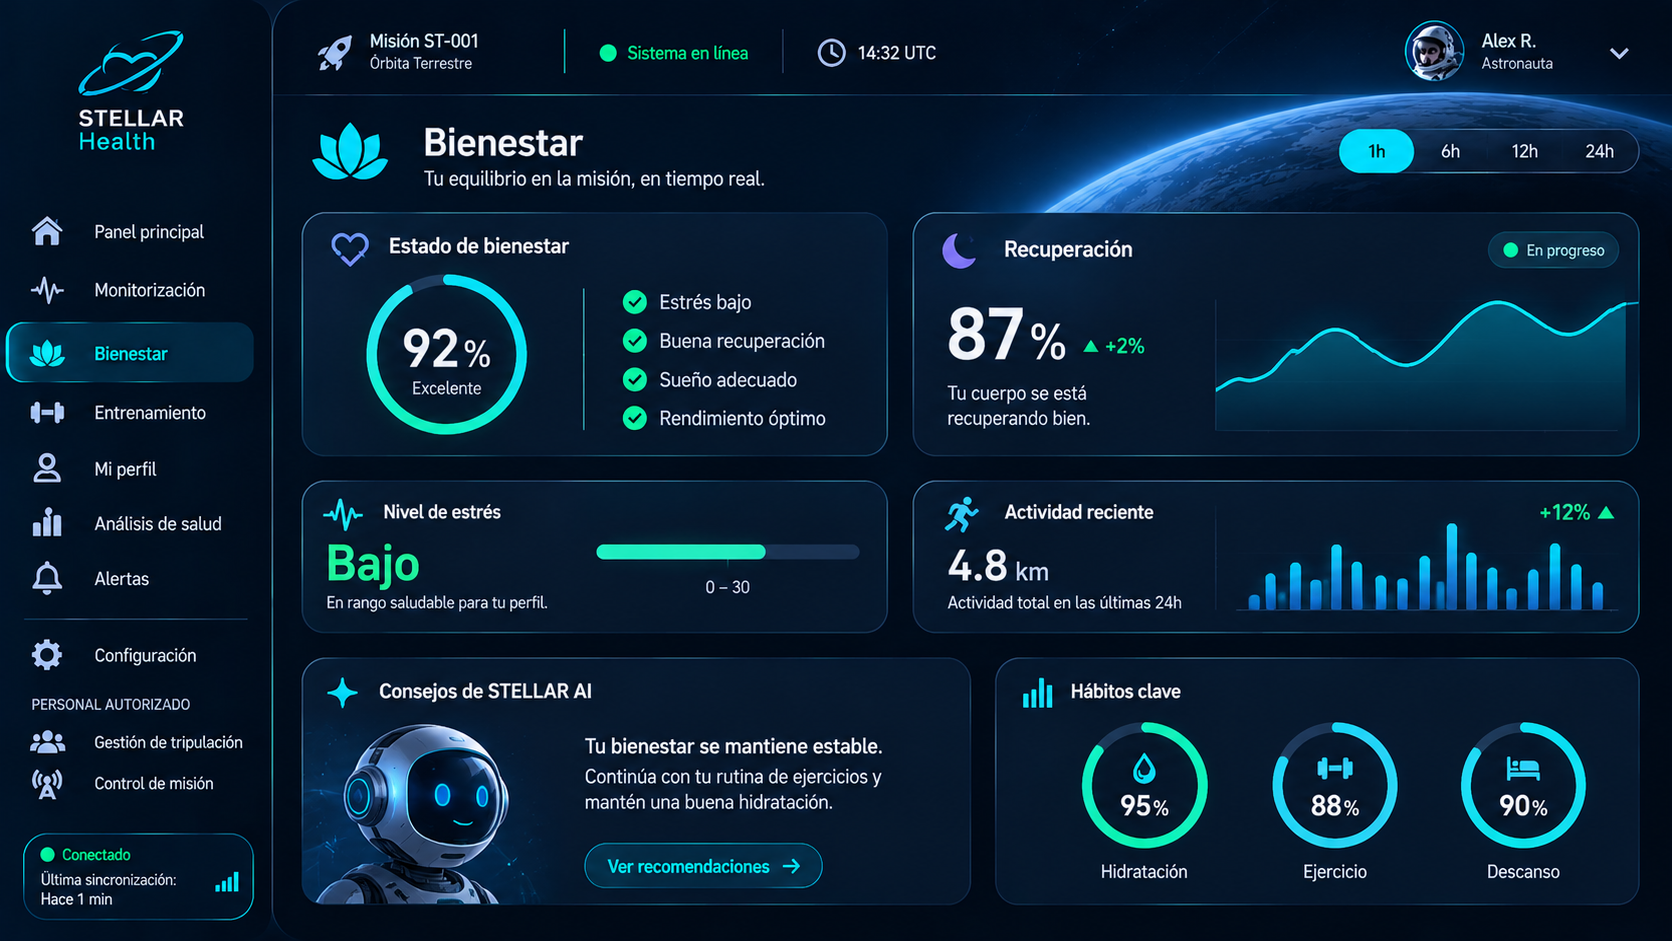 STELLAR
Health
Panel principal
Monitorización
Bienestar
Entrenamiento
Mi perfil
Análisis de salud
Alertas
Configuración
PERSONAL AUTORIZADO
Gestión de tripulación
Control de misión
Conectado
Última sincronización:
Hace 1 min
Misión ST-001
Órbita Terrestre
Sistema en línea
14:32 UTC
Alex R.
Astronauta
Bienestar
Tu equilibrio en la misión, en tiempo real.
1h 6h 12h 24h
Estado de bienestar
92%
Excelente
Estrés bajo
Buena recuperación
Sueño adecuado
Rendimiento óptimo
Recuperación
En progreso
87% +2%
Tu cuerpo se está
recuperando bien.
Nivel de estrés
Bajo
En rango saludable para tu perfil.
0 – 30
Actividad reciente
+12%
4.8 km
Actividad total en las últimas 24h
Consejos de STELLAR AI
Tu bienestar se mantiene estable.
Continúa con tu rutina de ejercicios y
mantén una buena hidratación.
Ver recomendaciones →
Hábitos clave
95%
Hidratación
88%
Ejercicio
90%
Descanso